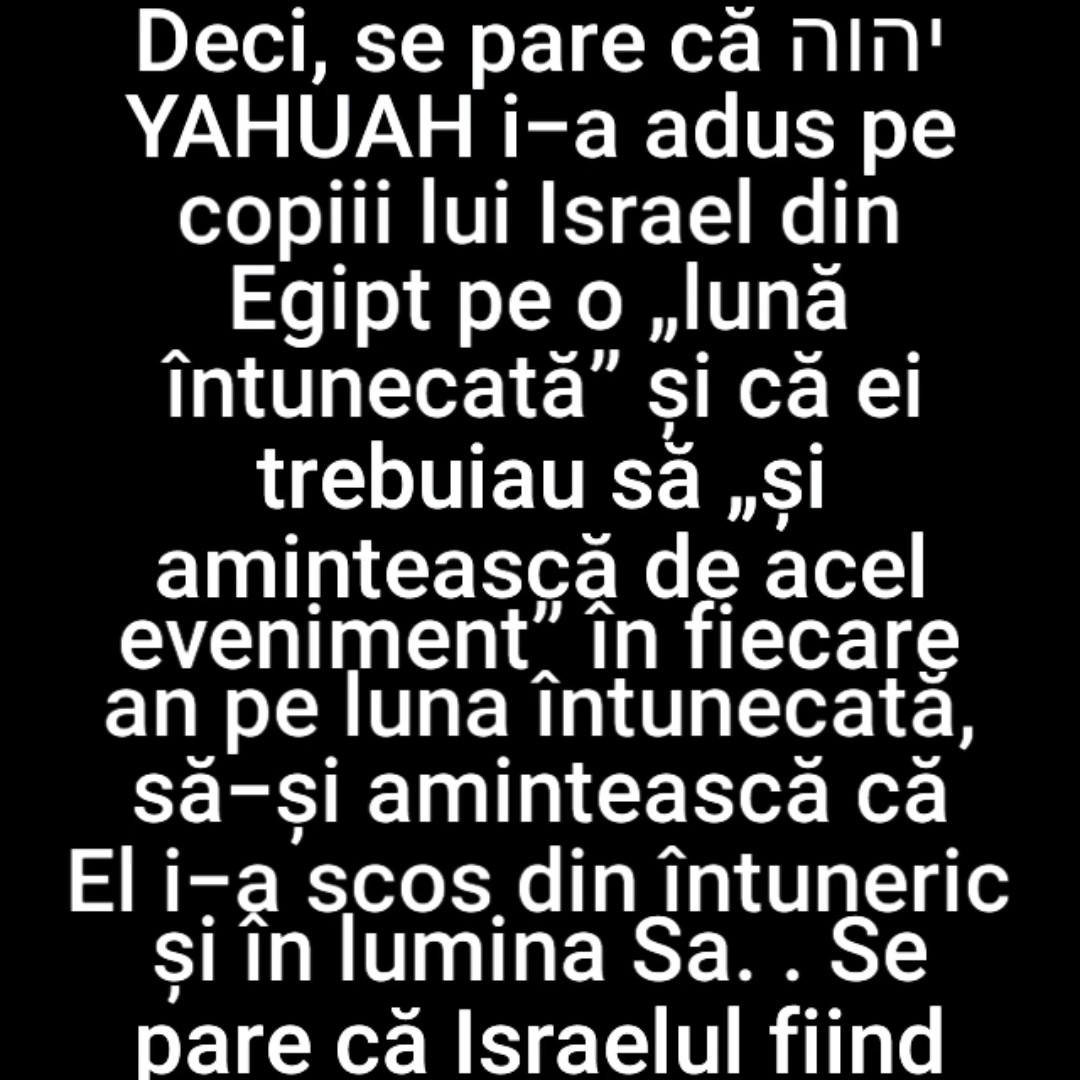 Deci, se pare că יהוה
YAHUAH i-a adus pe
copiii lui Israel din
Egipt pe o „lună
întunecată” și că ei
trebuiau să „și
amintească de acel
eveniment” în fiecare
an pe luna întunecată,
să-și amintească că
El i-a scos din întuneric
și în lumina Sa. . Se
pare că Israelul fiind